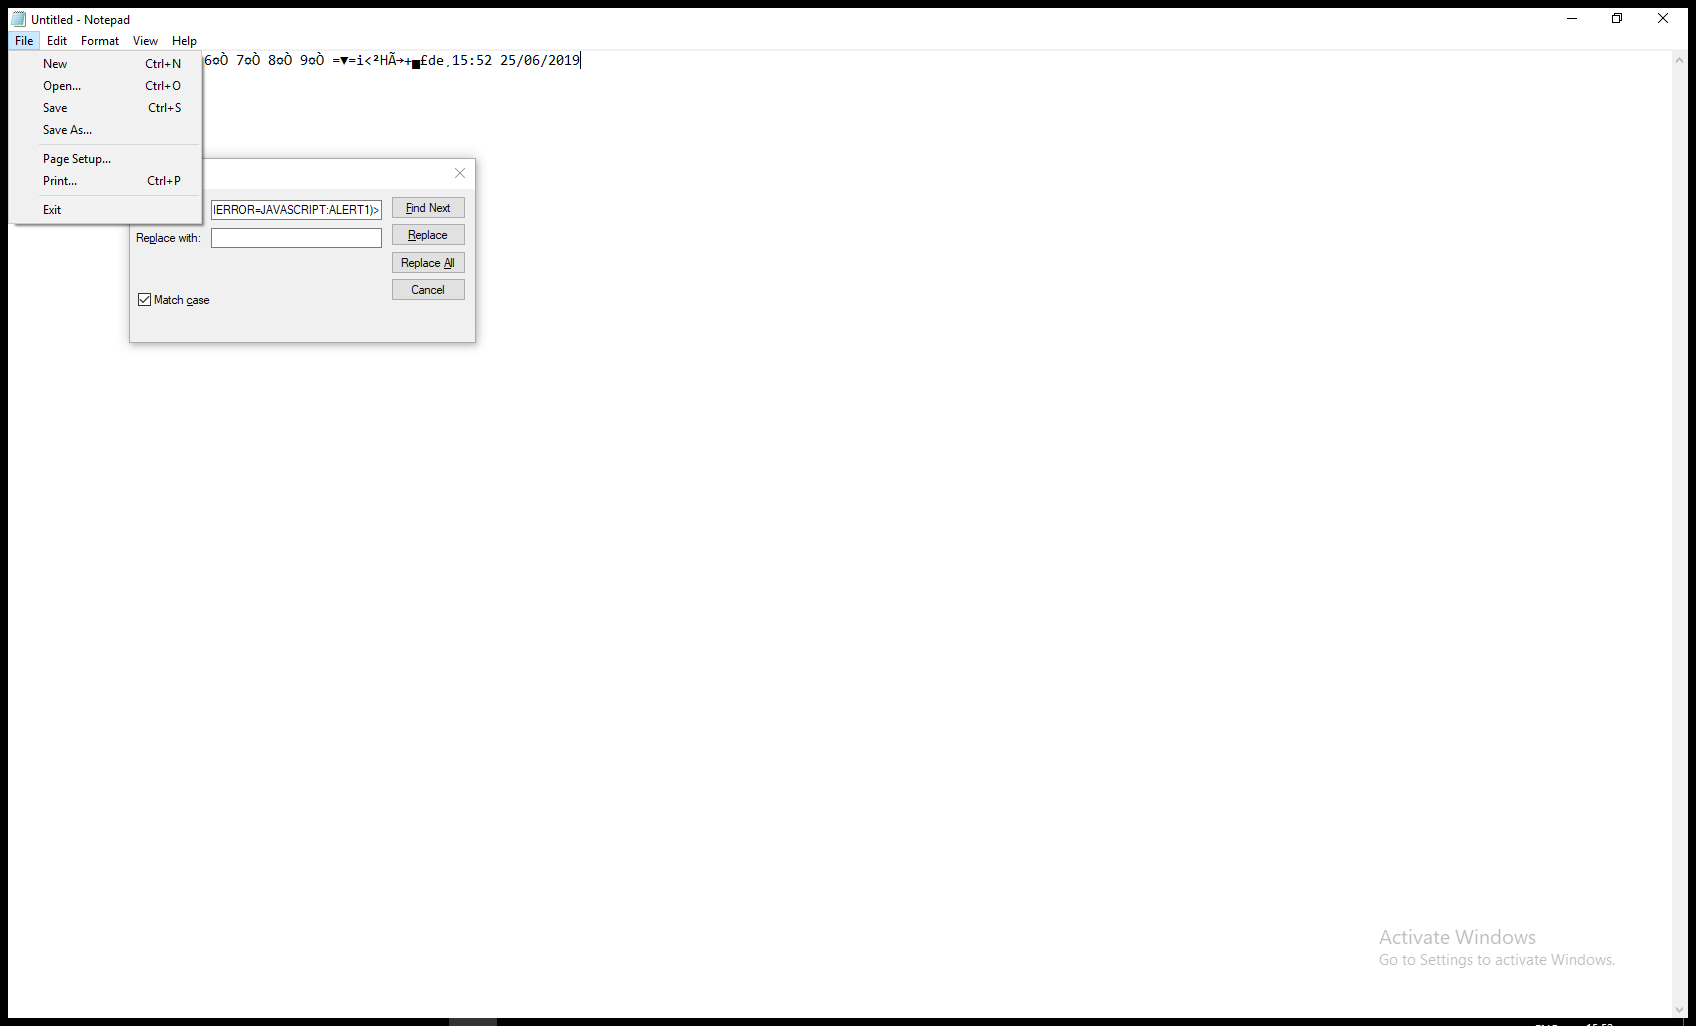 Untitled - Notepad
File Edit Format View Help
6¤Ò 7¤Ò 8¤Ò 9¤Ò =▼=i<²HÃ→+▄£de¸15:52 25/06/2019
New Ctrl+N
Open... Ctrl+O
Save Ctrl+S
Save As...
Page Setup...
Print... Ctrl+P
Exit
ERROR=JAVASCRIPT:ALERT1)> Find Next
Replace with: Replace
Replace All
Cancel
Match case
Activate Windows
Go to Settings to activate Windows.